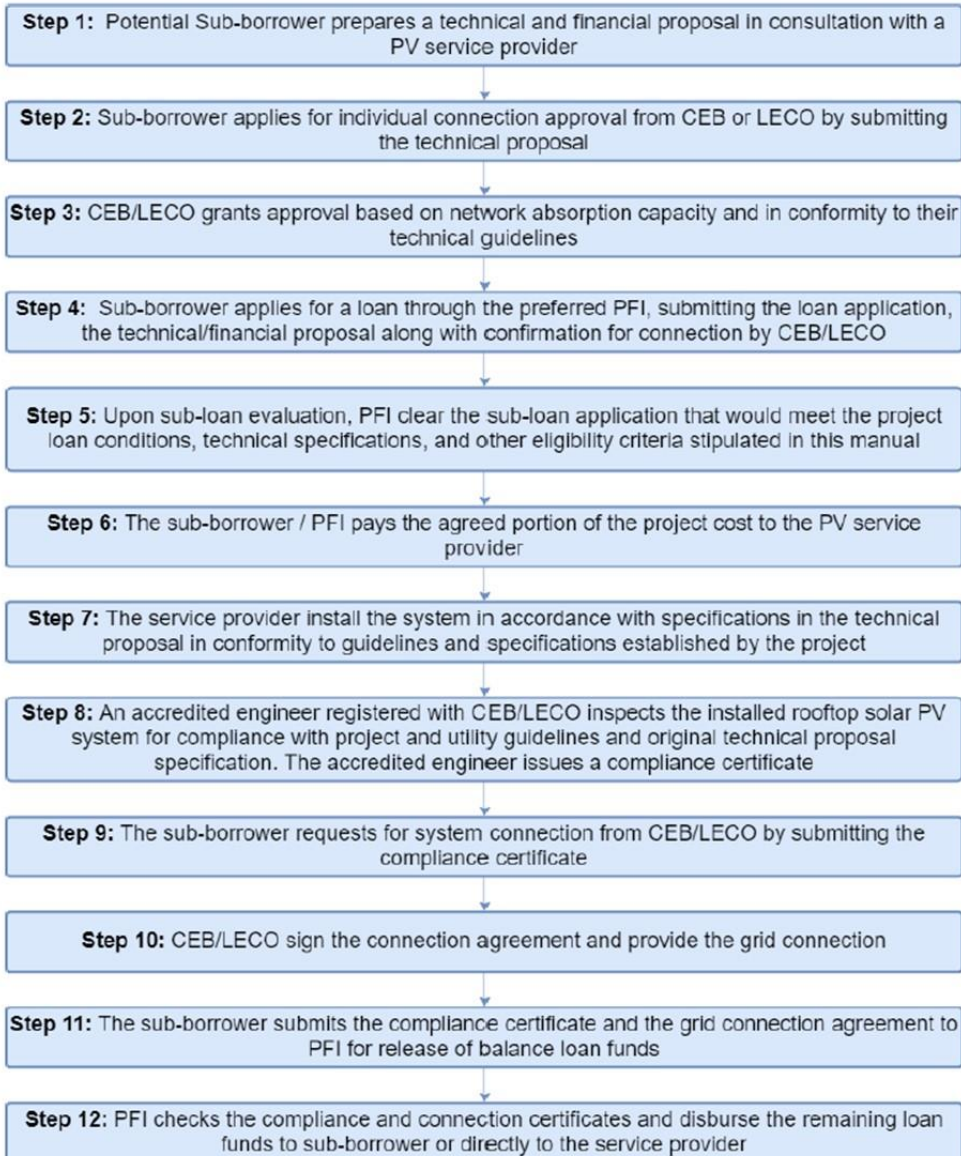 Step 1: Potential Sub-borrower prepares a technical and financial proposal in consultation with a
PV service provider
Step 2: Sub-borrower applies for individual connection approval from CEB or LECO by submitting
the technical proposal
Step 3: CEB/LECO grants approval based on network absorption capacity and in conformity to their
technical guidelines
Step 4: Sub-borrower applies for a loan through the preferred PFI, submitting the loan application,
the technical/financial proposal along with confirmation for connection by CEB/LECO
Step 5: Upon sub-loan evaluation, PFI clear the sub-loan application that would meet the project
loan conditions, technical specifications, and other eligibility criteria stipulated in this manual
Step 6: The sub-borrower / PFI pays the agreed portion of the project cost to the PV service
provider
Step 7: The service provider install the system in accordance with specifications in the technical
proposal in conformity to guidelines and specifications established by the project
Step 8: An accredited engineer registered with CEB/LECO inspects the installed rooftop solar PV
system for compliance with project and utility guidelines and original technical proposal
specification. The accredited engineer issues a compliance certificate
Step 9: The sub-borrower requests for system connection from CEB/LECO by submitting the
compliance certificate
Step 10: CEB/LECO sign the connection agreement and provide the grid connection
Step 11: The sub-borrower submits the compliance certificate and the grid connection agreement to
PFI for release of balance loan funds
Step 12: PFI checks the compliance and connection certificates and disburse the remaining loan
funds to sub-borrower or directly to the service provider